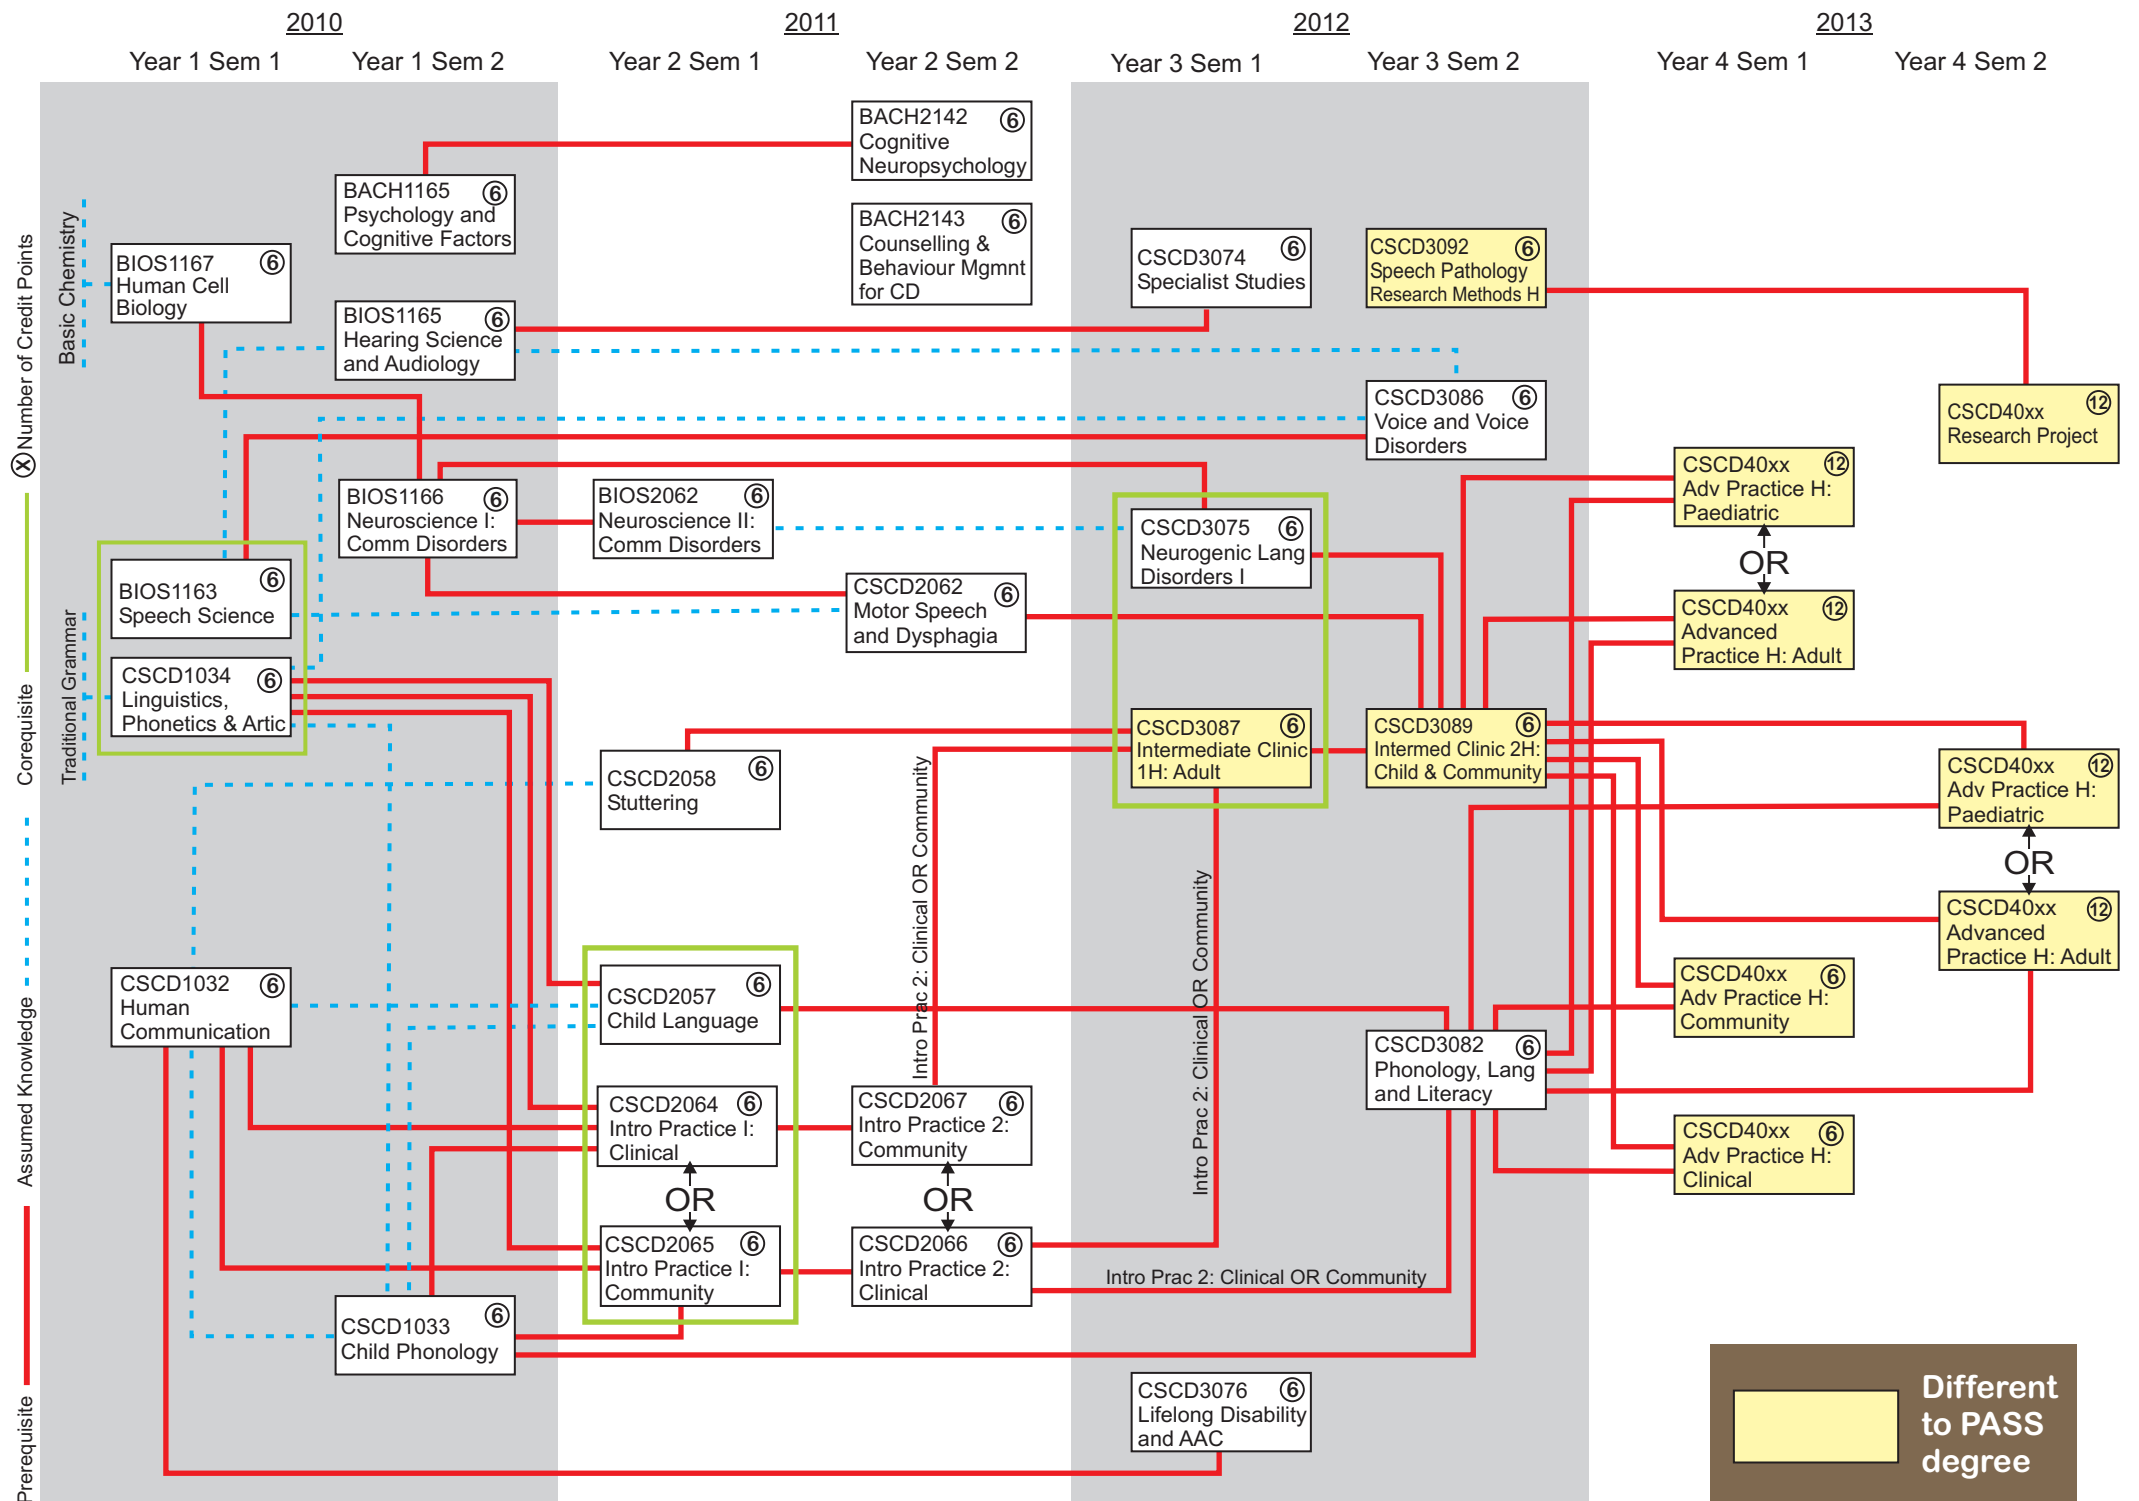 2010
2011
2012
2013
Year 1 Sem 1
Year 1 Sem 2
Year 2 Sem 1
Year 2 Sem 2
Year 3 Sem 1
Year 3 Sem 2
Year 4 Sem 1
Year 4 Sem 2
Prerequisite
Assumed Knowledge
Corequisite
X Number of Credit Points
Basic Chemistry
Traditional Grammar
BIOS1167 6
Human Cell
Biology
BIOS1163 6
Speech Science
CSCD1034 6
Linguistics,
Phonetics & Artic
CSCD1032 6
Human
Communication
BACH1165 6
Psychology and
Cognitive Factors
BIOS1165 6
Hearing Science
and Audiology
BIOS1166 6
Neuroscience I:
Comm Disorders
CSCD1033 6
Child Phonology
BIOS2062 6
Neuroscience II:
Comm Disorders
CSCD2058 6
Stuttering
CSCD2057 6
Child Language
CSCD2064 6
Intro Practice I:
Clinical
OR
CSCD2065 6
Intro Practice I:
Community
BACH2142 6
Cognitive
Neuropsychology
BACH2143 6
Counselling &
Behaviour Mgmnt
for CD
CSCD2062 6
Motor Speech
and Dysphagia
Intro Prac 2: Clinical OR Community
CSCD2067 6
Intro Practice 2:
Community
OR
CSCD2066 6
Intro Practice 2:
Clinical
CSCD3074 6
Specialist Studies
CSCD3075 6
Neurogenic Lang
Disorders I
CSCD3087 6
Intermediate Clinic
1H: Adult
Intro Prac 2: Clinical OR Community
Intro Prac 2: Clinical OR Community
CSCD3076 6
Lifelong Disability
and AAC
CSCD3092 6
Speech Pathology
Research Methods H
CSCD3086 6
Voice and Voice
Disorders
CSCD3089 6
Intermed Clinic 2H:
Child & Community
CSCD3082 6
Phonology, Lang
and Literacy
CSCD40xx 12
Adv Practice H:
Paediatric
OR
CSCD40xx 12
Advanced
Practice H: Adult
CSCD40xx 6
Adv Practice H:
Community
CSCD40xx 6
Adv Practice H:
Clinical
CSCD40xx 12
Research Project
CSCD40xx 12
Adv Practice H:
Paediatric
OR
CSCD40xx 12
Advanced
Practice H: Adult
Different
to PASS
degree